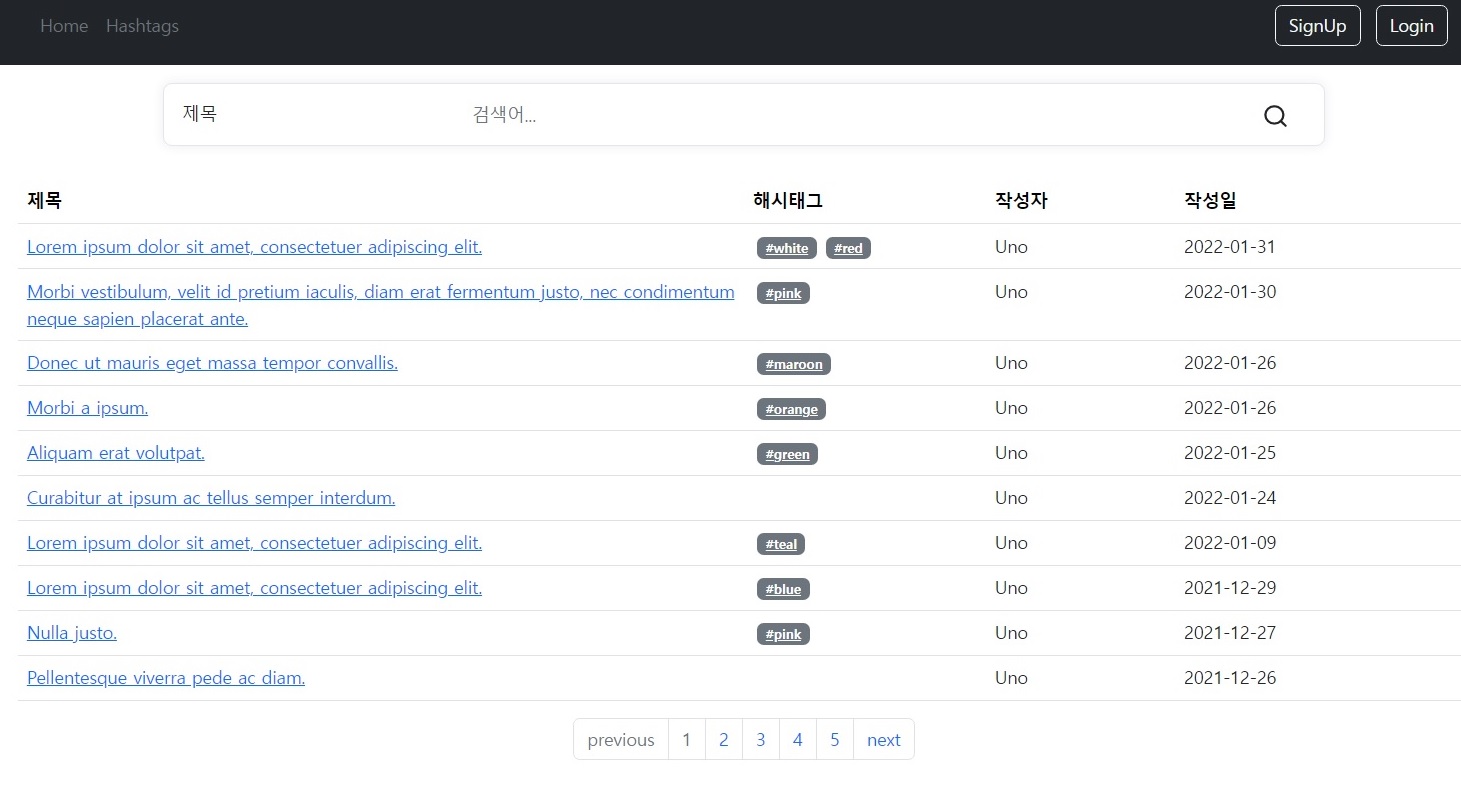 Home Hashtags SignUp Login
제목 검색어...
제목 해시태그 작성자 작성일
Lorem ipsum dolor sit amet, consectetuer adipiscing elit. #white #red Uno 2022-01-31
Morbi vestibulum, velit id pretium iaculis, diam erat fermentum justo, nec condimentum #pink Uno 2022-01-30
neque sapien placerat ante.
Donec ut mauris eget massa tempor convallis. #maroon Uno 2022-01-26
Morbi a ipsum. #orange Uno 2022-01-26
Aliquam erat volutpat. #green Uno 2022-01-25
Curabitur at ipsum ac tellus semper interdum. Uno 2022-01-24
Lorem ipsum dolor sit amet, consectetuer adipiscing elit. #teal Uno 2022-01-09
Lorem ipsum dolor sit amet, consectetuer adipiscing elit. #blue Uno 2021-12-29
Nulla justo. #pink Uno 2021-12-27
Pellentesque viverra pede ac diam. Uno 2021-12-26
previous 1 2 3 4 5 next